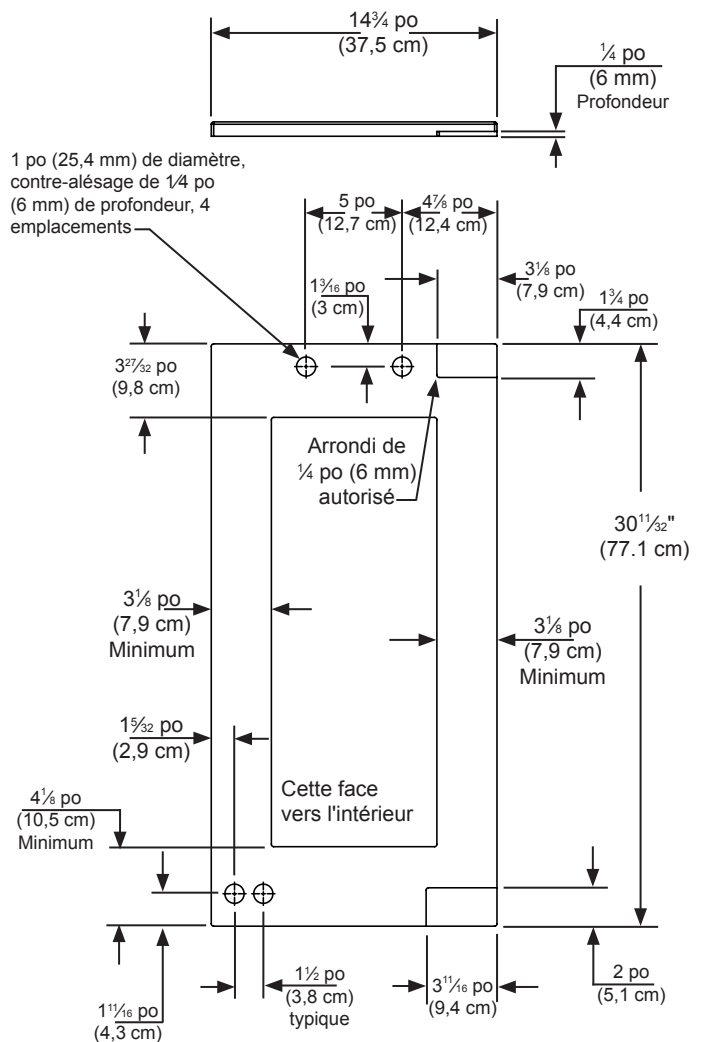 14¾ po
(37,5 cm)
¼ po
(6 mm)
Profondeur
1 po (25,4 mm) de diamètre,
contre-alésage de 1⁄4 po
(6 mm) de profondeur, 4
emplacements
5 po
(12,7 cm)
4⅞ po
(12,4 cm)
3⅛ po
(7,9 cm)
1¾ po
(4,4 cm)
1³⁄₁₆ po
(3 cm)
3²⁷⁄₃₂ po
(9,8 cm)
Arrondi de
¼ po (6 mm)
autorisé
30¹¹⁄₃₂"
(77.1 cm)
3⅛ po
(7,9 cm)
Minimum
3⅛ po
(7,9 cm)
Minimum
1⁵⁄₃₂ po
(2,9 cm)
4⅛ po
(10,5 cm)
Minimum
Cette face
vers l'intérieur
1¹¹⁄₁₆ po
(4,3 cm)
1½ po
(3,8 cm)
typique
3¹¹⁄₁₆ po
(9,4 cm)
2 po
(5,1 cm)